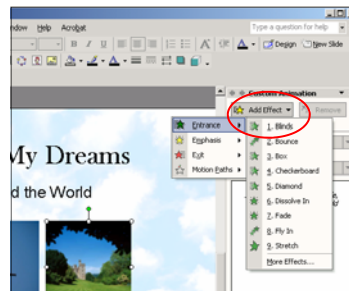 ndow Help Acrobat Type a question for help
B I U Design New Slide
Custom Animation
Add Effect Remove
Entrance 1. Blinds
Emphasis 2. Bounce
Exit 3. Box
Motion Paths 4. Checkerboard
5. Diamond
6. Dissolve In
7. Fade
8. Fly In
9. Stretch
More Effects...
My Dreams
d the World